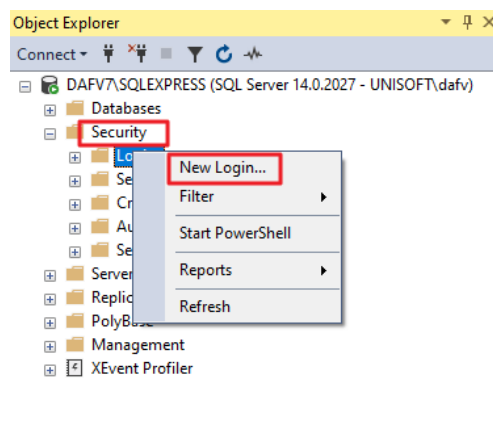 Object Explorer
Connect
DAFV7\SQLEXPRESS (SQL Server 14.0.2027 - UNISOFT\dafv)
Databases
Security
New Login...
Filter
Start PowerShell
Reports
Refresh
Management
XEvent Profiler